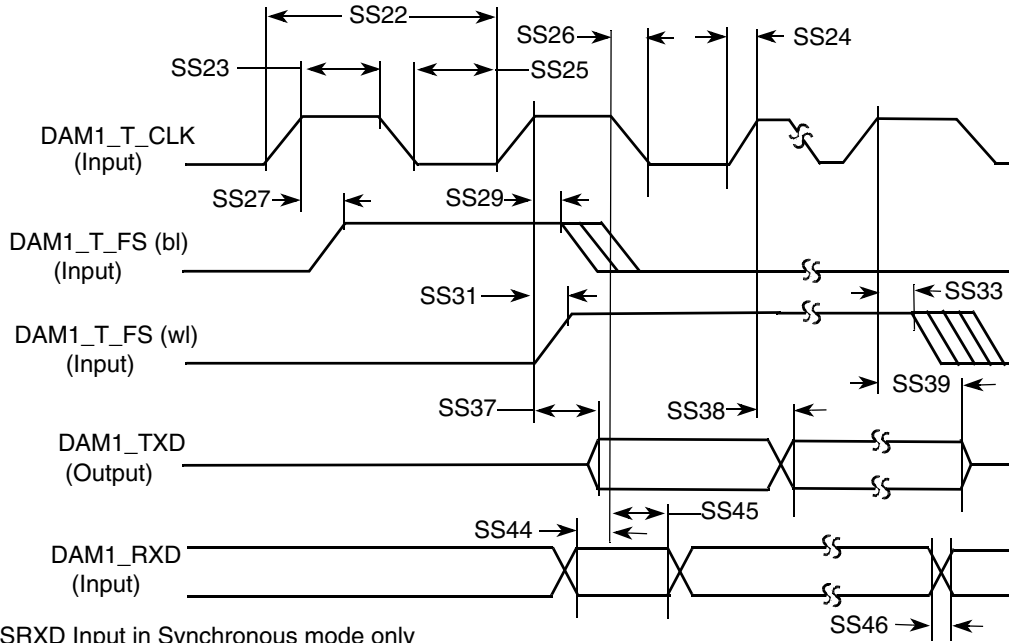 SS22
SS26
SS24
SS23
SS25
DAM1_T_CLK
(Input)
SS27
SS29
DAM1_T_FS (bl)
(Input)
SS31
SS33
DAM1_T_FS (wl)
(Input)
SS39
SS37
SS38
DAM1_TXD
(Output)
SS45
SS44
DAM1_RXD
(Input)
SS46
SRXD Input in Synchronous mode only